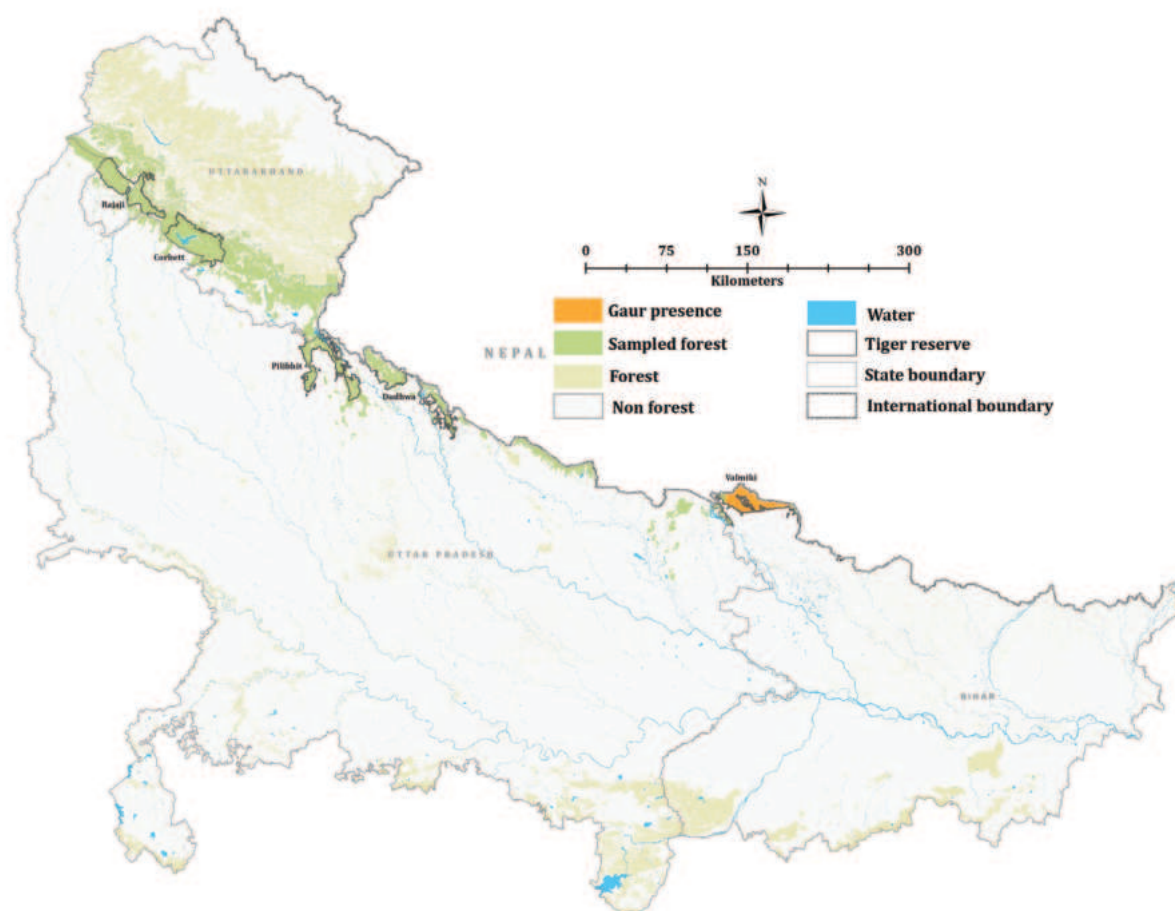 UTTARAKHAND
N
Rajaji
0 75 150 300
Corbett
Kilometers
Gaur presence
Water
Sampled forest
Tiger reserve
NEPAL
Pilibhit
Forest
State boundary
Dudhwa
Non forest
International boundary
Valmiki
UTTAR PRADESH
BIHAR